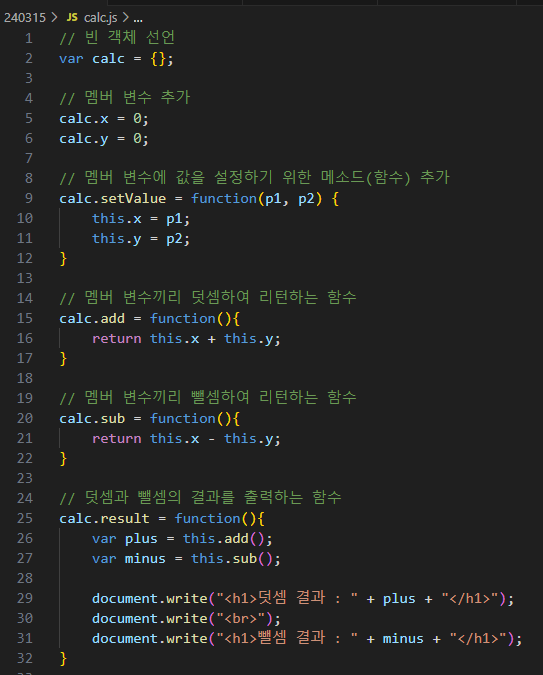 240315 > JS calc.js > ...
1 // 빈 객체 선언
2 var calc = {};
3
4 // 멤버 변수 추가
5 calc.x = 0;
6 calc.y = 0;
7
8 // 멤버 변수에 값을 설정하기 위한 메소드(함수) 추가
9 calc.setValue = function(p1, p2) {
10     this.x = p1;
11     this.y = p2;
12 }
13
14 // 멤버 변수끼리 덧셈하여 리턴하는 함수
15 calc.add = function(){
16     return this.x + this.y;
17 }
18
19 // 멤버 변수끼리 뺄셈하여 리턴하는 함수
20 calc.sub = function(){
21     return this.x - this.y;
22 }
23
24 // 덧셈과 뺄셈의 결과를 출력하는 함수
25 calc.result = function(){
26     var plus = this.add();
27     var minus = this.sub();
28
29     document.write("<h1>덧셈 결과 : " + plus + "</h1>");
30     document.write("<br>");
31     document.write("<h1>뺄셈 결과 : " + minus + "</h1>");
32 }